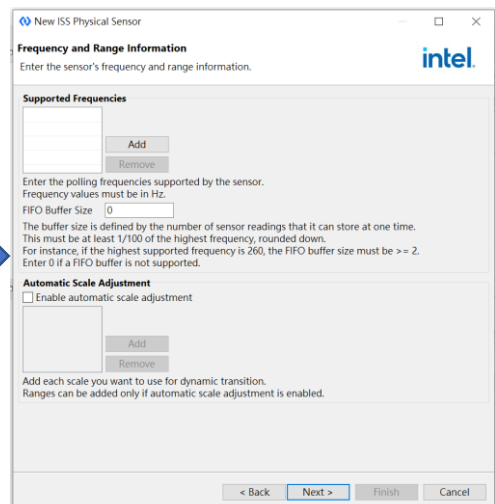 New ISS Physical Sensor
Frequency and Range Information
Enter the sensor's frequency and range information.
intel.
Supported Frequencies
Add
Remove
Enter the polling frequencies supported by the sensor.
Frequency values must be in Hz.
FIFO Buffer Size 0
The buffer size is defined by the number of sensor readings that it can store at one time.
This must be at least 1/100 of the highest frequency, rounded down.
For instance, if the highest supported frequency is 260, the FIFO buffer size must be >= 2.
Enter 0 if a FIFO buffer is not supported.
Automatic Scale Adjustment
Enable automatic scale adjustment
Add
Remove
Add each scale you want to use for dynamic transition.
Ranges can be added only if automatic scale adjustment is enabled.
< Back Next > Finish Cancel